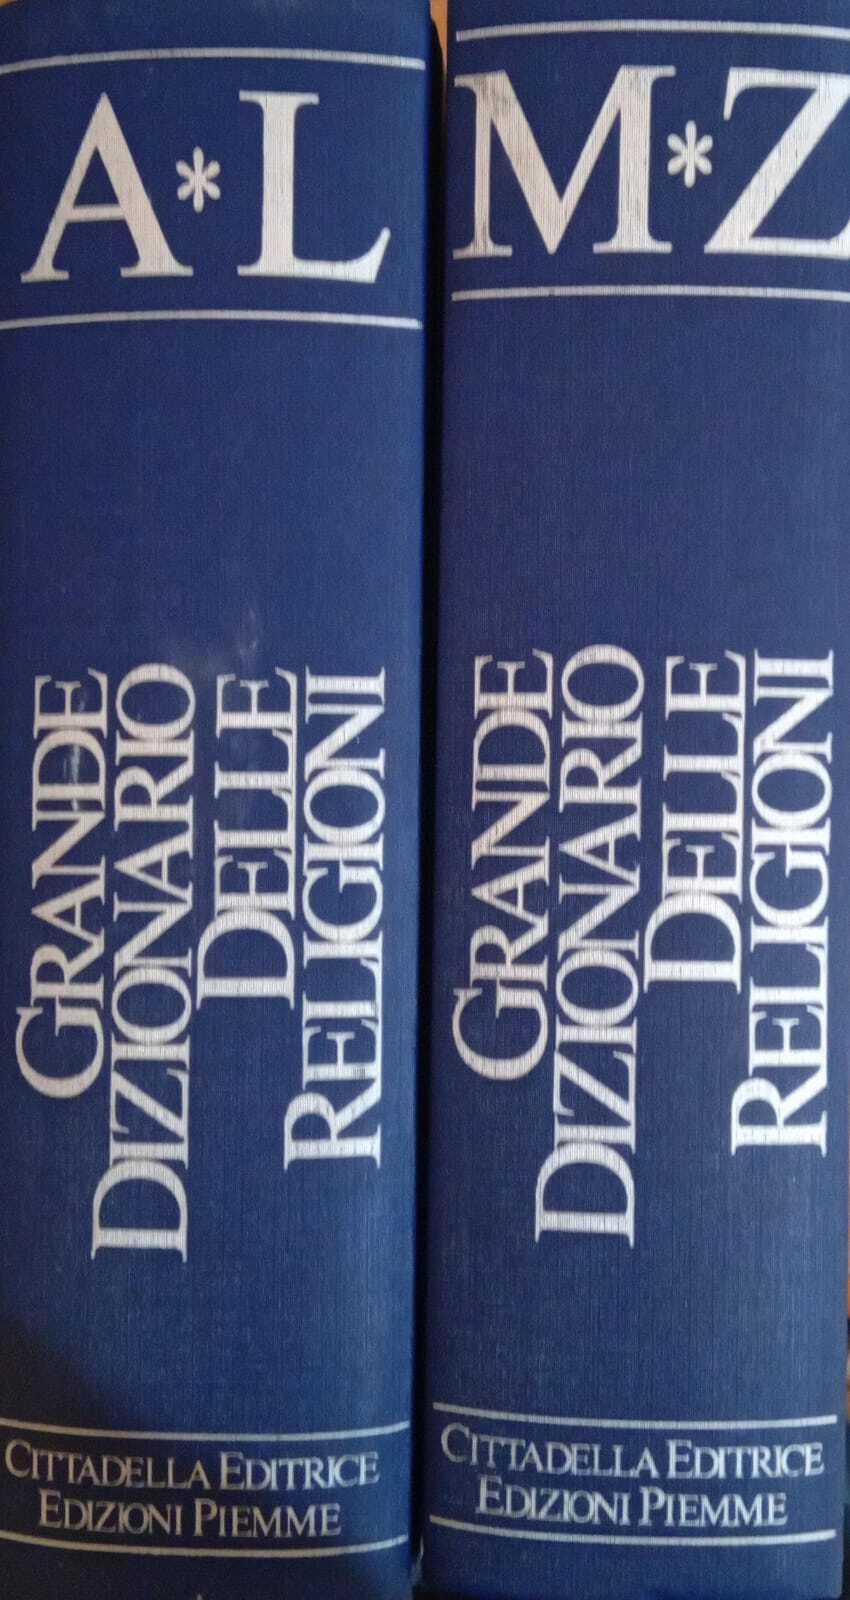 A*L
GRANDE
DIZIONARIO
DELLE
RELIGIONI
CITTADELLA EDITRICE
EDIZIONI PIEMME
M*Z
GRANDE
DIZIONARIO
DELLE
RELIGIONI
CITTADELLA EDITRICE
EDIZIONI PIEMME